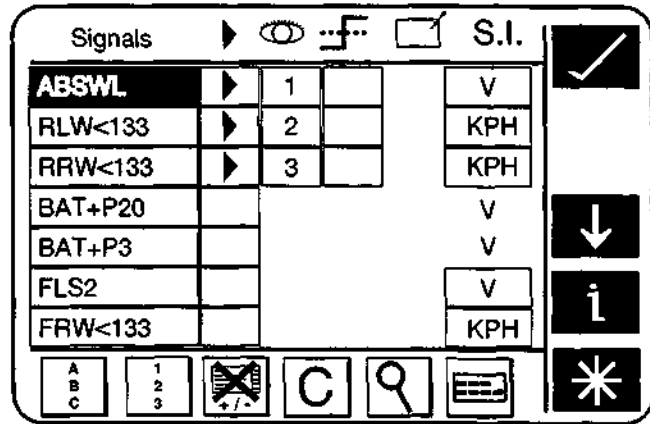 Signals S.I.
ABSWL 1 V
RLW<133 2 KPH
RRW<133 3 KPH
BAT+P20 V
BAT+P3 V
FLS2 V
FRW<133 KPH
A
B
C
1
2
3
+/-
C
i